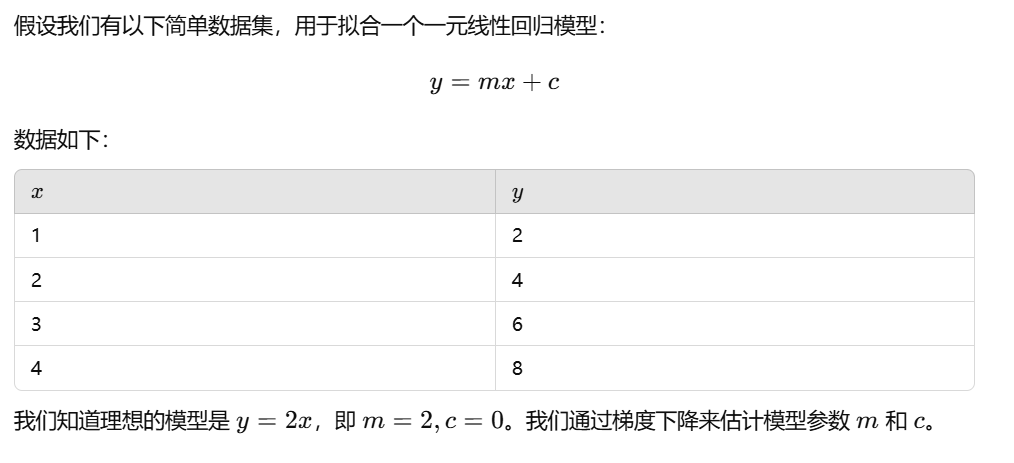 假设我们有以下简单数据集，用于拟合一个一元线性回归模型：
y = mx + c
数据如下：
x y
1 2
2 4
3 6
4 8
我们知道理想的模型是 y = 2x，即 m = 2, c = 0。我们通过梯度下降来估计模型参数 m 和 c。